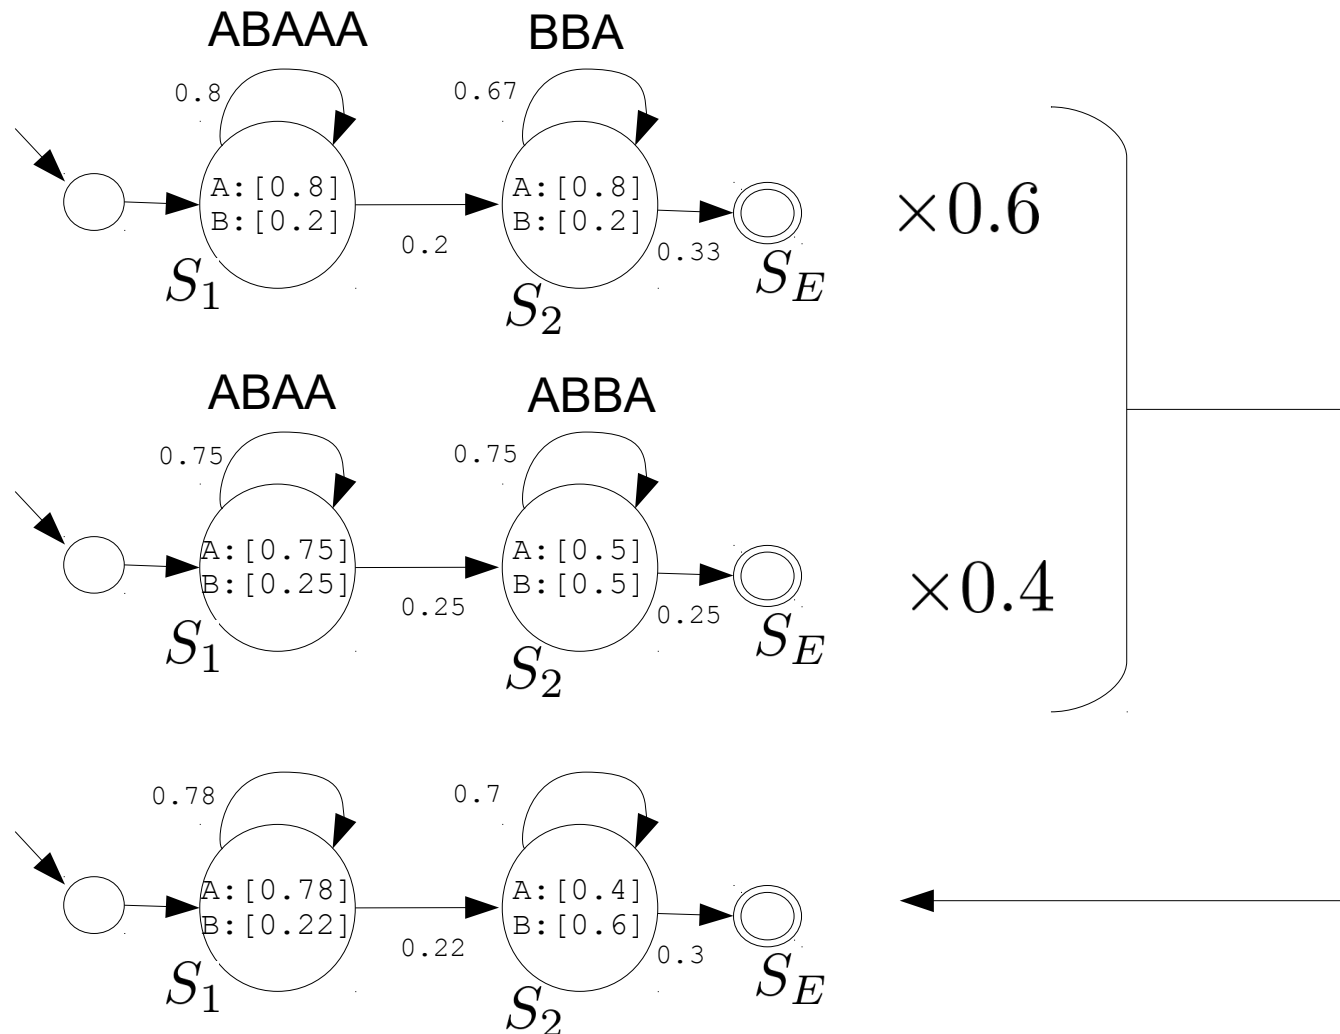 ABAAA BBA
0.8 0.67
A:[0.8] A:[0.8]
B:[0.2] B:[0.2]
×0.6
0.2 0.33
S1 S2 SE
ABAA ABBA
0.75 0.75
A:[0.75] A:[0.5]
B:[0.25] B:[0.5]
×0.4
0.25 0.25
S1 S2 SE
0.78 0.7
A:[0.78] A:[0.4]
B:[0.22] B:[0.6]
0.22 0.3
S1 S2 SE